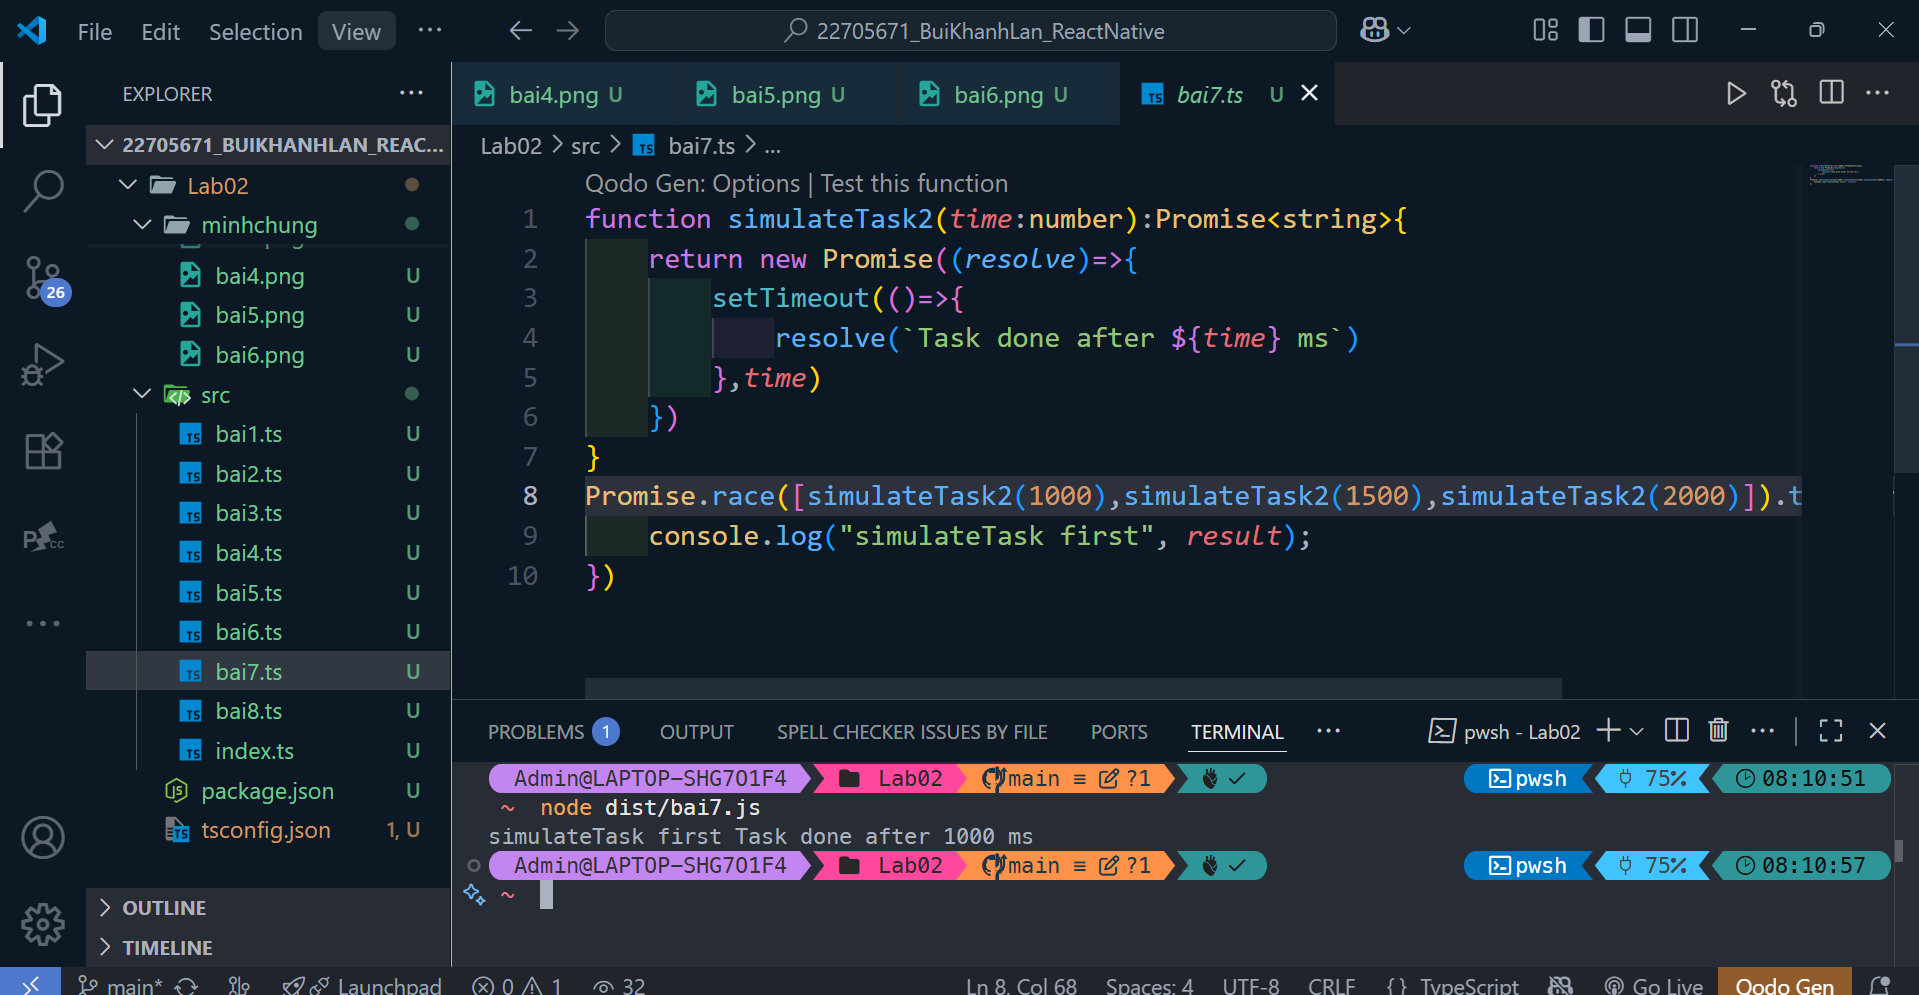 File Edit Selection View ··· 22705671_BuiKhanhLan_ReactNative
EXPLORER ···
22705671_BUIKHANHLAN_REAC...
Lab02
minhchung
bai4.png U
bai5.png U
bai6.png U
src
bai1.ts U
bai2.ts U
bai3.ts U
bai4.ts U
bai5.ts U
bai6.ts U
bai7.ts U
bai8.ts U
index.ts U
package.json U
tsconfig.json 1, U
OUTLINE
TIMELINE
26
bai4.png U bai5.png U bai6.png U bai7.ts U
Lab02 > src > TS bai7.ts > ...
Qodo Gen: Options | Test this function
1 function simulateTask2(time:number):Promise<string>{
2 return new Promise((resolve)=>{
3 setTimeout(()=>{
4 resolve(`Task done after ${time} ms`)
5 },time)
6 })
7 }
8 Promise.race([simulateTask2(1000),simulateTask2(1500),simulateTask2(2000)]).t
9 console.log("simulateTask first", result);
10 })
PROBLEMS 1 OUTPUT SPELL CHECKER ISSUES BY FILE PORTS TERMINAL ··· pwsh - Lab02
Admin@LAPTOP-SHG7O1F4 Lab02 main ≡ ?1 pwsh 75% 08:10:51
~ node dist/bai7.js
simulateTask first Task done after 1000 ms
Admin@LAPTOP-SHG7O1F4 Lab02 main ≡ ?1 pwsh 75% 08:10:57
~
main* Launchpad 0 1 32 Ln 8, Col 68 Spaces: 4 UTF-8 CRLF {} TypeScript Go Live Qodo Gen